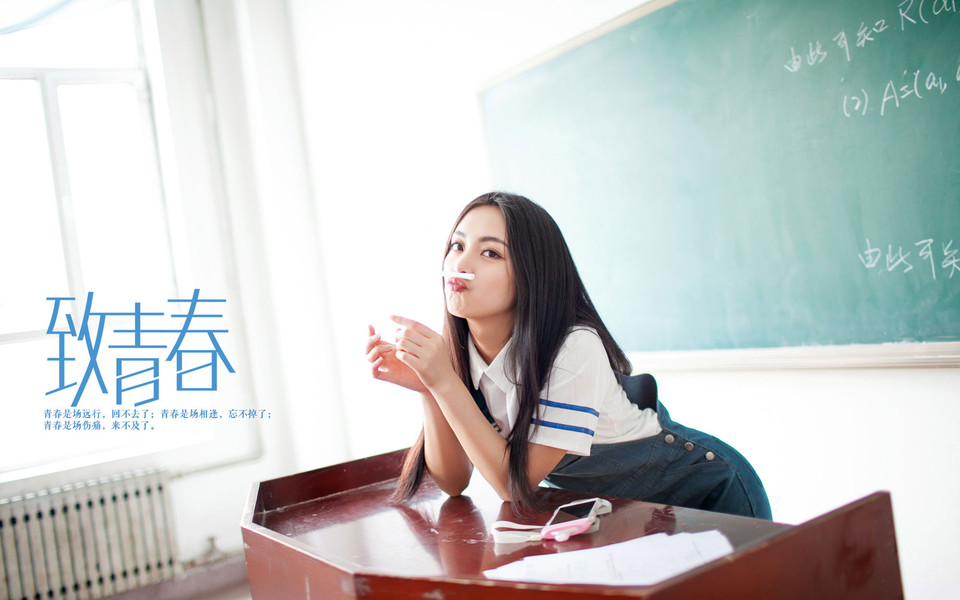 致青春
青春是场远行，回不去了；青春是场相逢，忘不掉了；
青春是场伤痛，来不及了。
由此可知 R(a
(2) A=(a₁,
由此可关